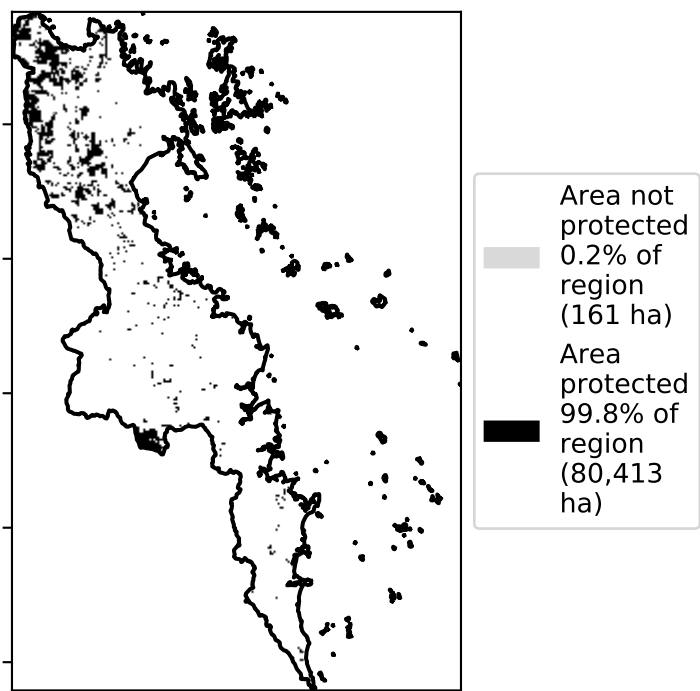 Area not
protected
0.2% of
region
(161 ha)
Area
protected
99.8% of
region
(80,413
ha)